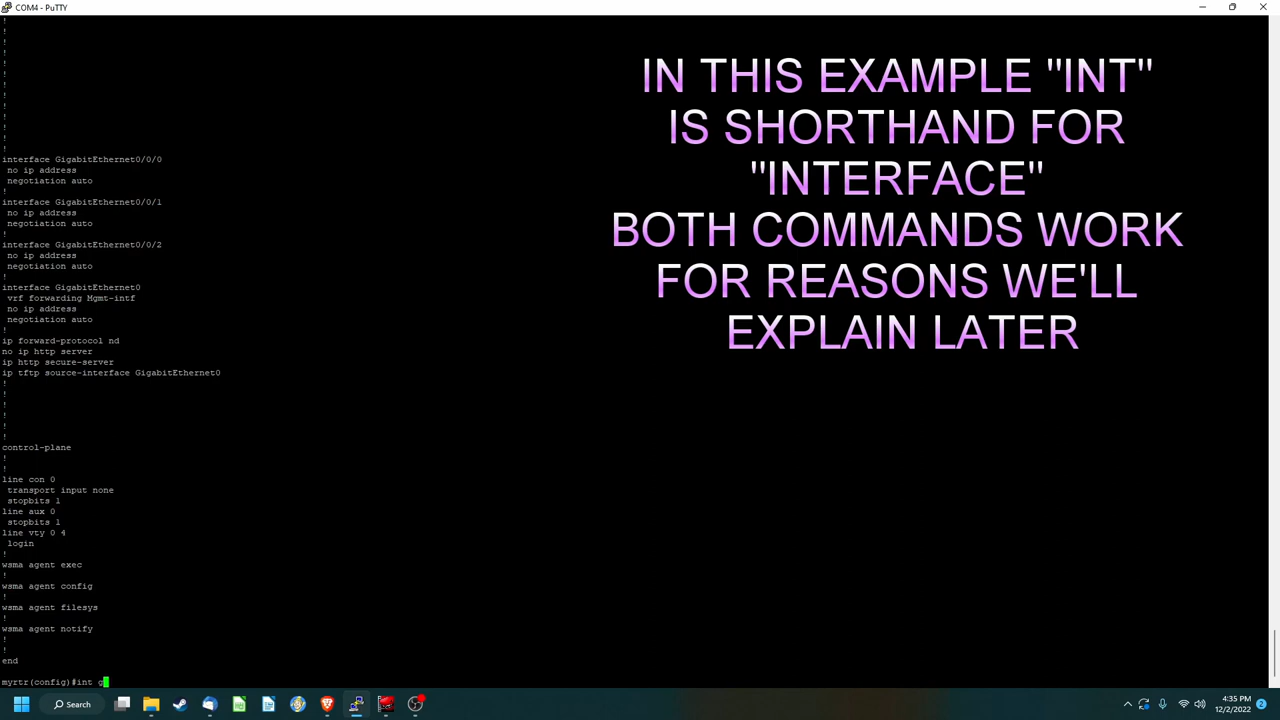 COM4 - PuTTY
!
!
!
!
!
!
!
!
!
!
!
!
!
interface GigabitEthernet0/0/0
 no ip address
 negotiation auto
!
interface GigabitEthernet0/0/1
 no ip address
 negotiation auto
!
interface GigabitEthernet0/0/2
 no ip address
 negotiation auto
!
interface GigabitEthernet0
 vrf forwarding Mgmt-intf
 no ip address
 negotiation auto
!
ip forward-protocol nd
no ip http server
ip http secure-server
ip tftp source-interface GigabitEthernet0
!
!
!
!
!
!
control-plane
!
!
line con 0
 transport input none
 stopbits 1
line aux 0
 stopbits 1
line vty 0 4
 login
!
wsma agent exec
!
wsma agent config
!
wsma agent filesys
!
wsma agent notify
!
!
end
myrtr(config)#int g
IN THIS EXAMPLE "INT"
IS SHORTHAND FOR
"INTERFACE"
BOTH COMMANDS WORK
FOR REASONS WE'LL
EXPLAIN LATER
Search
4:35 PM
12/2/2022
2